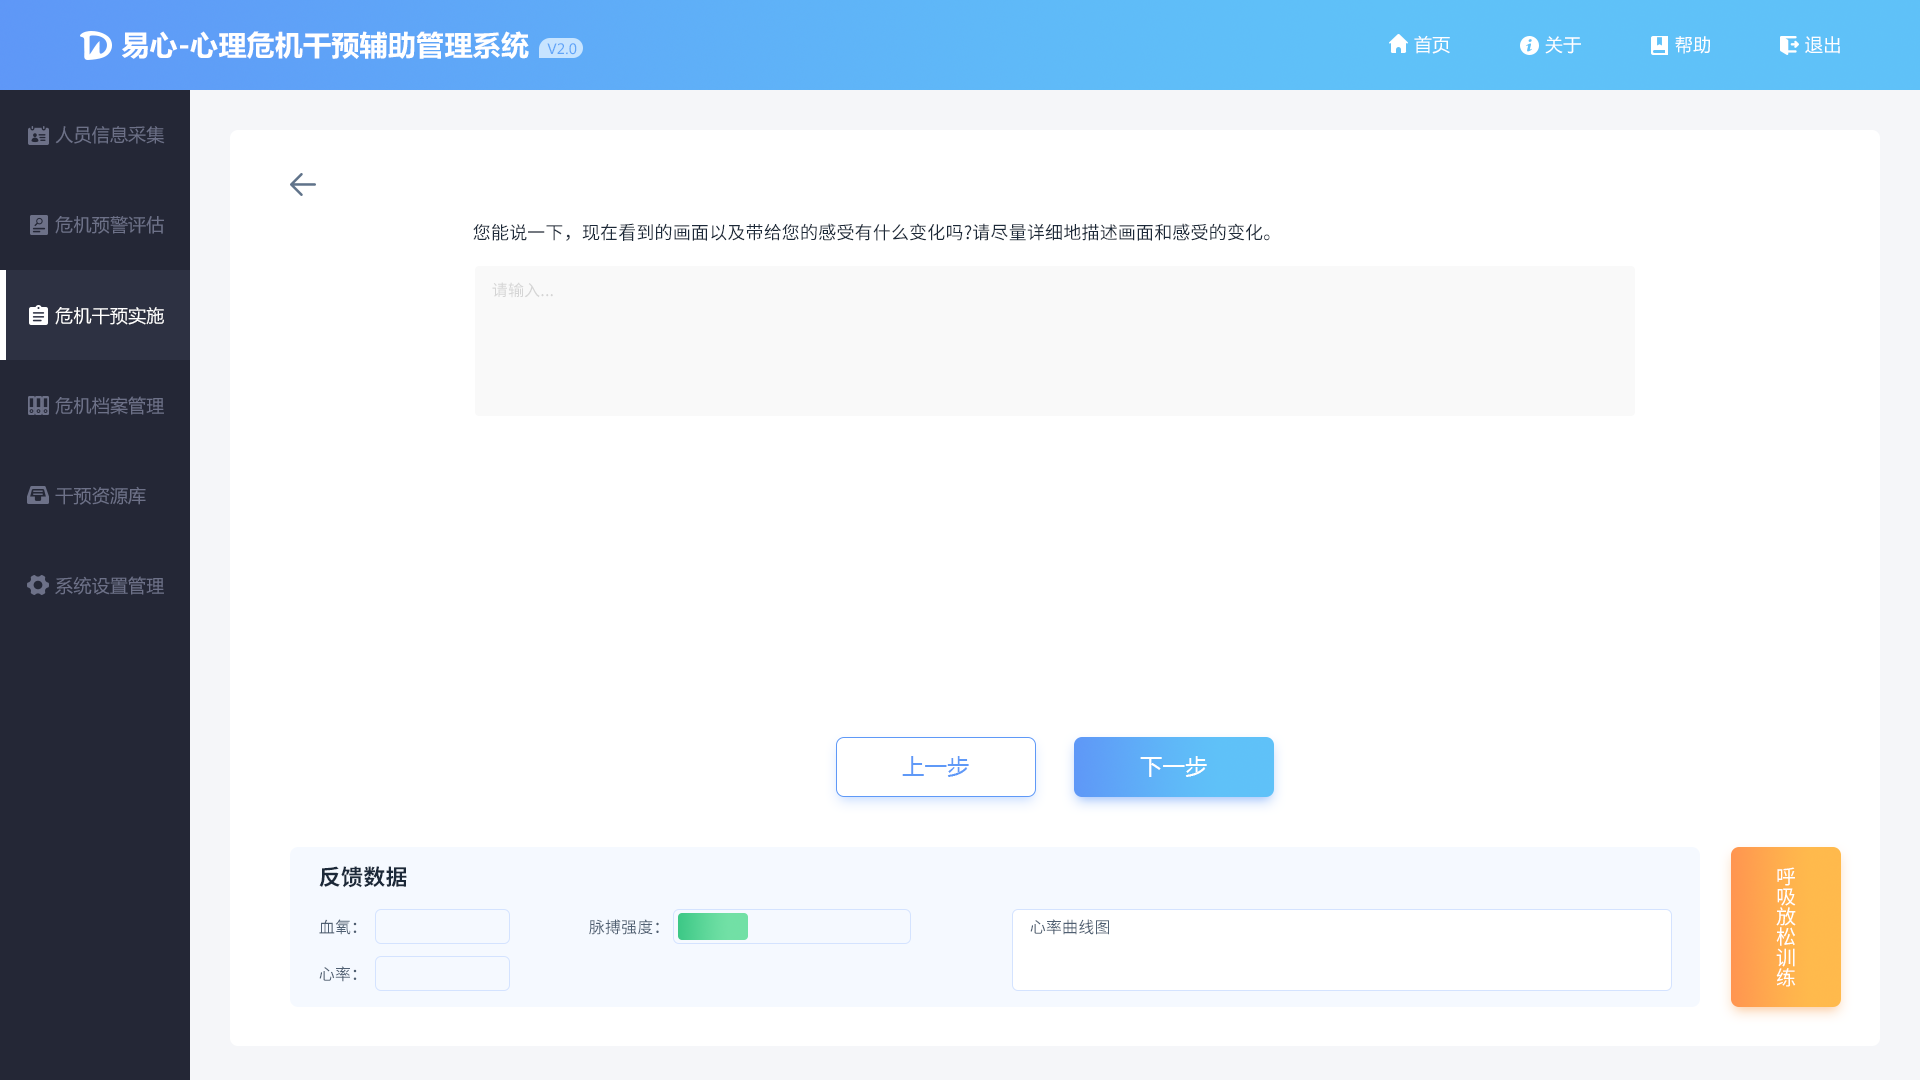 易心-心理危机干预辅助管理系统 V2.0
首页
关于
帮助
退出
人员信息采集
危机预警评估
危机干预实施
危机档案管理
干预资源库
系统设置管理
您能说一下，现在看到的画面以及带给您的感受有什么变化吗?请尽量详细地描述画面和感受的变化。
请输入...
上一步
下一步
反馈数据
血氧：
脉搏强度：
心率曲线图
心率：
呼吸放松训练